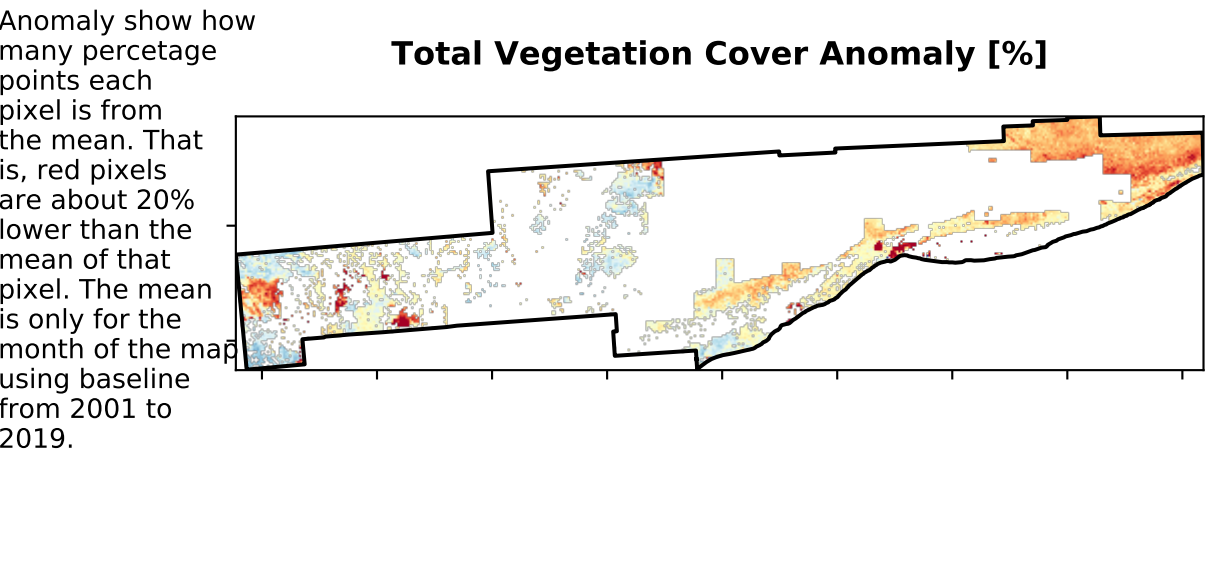 Anomaly show how
many percetage
points each
pixel is from
the mean. That
is, red pixels
are about 20%
lower than the
mean of that
pixel. The mean
is only for the
month of the map
using baseline
from 2001 to
2019.
Total Vegetation Cover Anomaly [%]